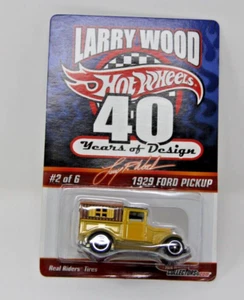 LARRY WOOD
Hot Wheels
40
Years of Design
#2 of 6
1929 FORD PICKUP
Real Riders Tires